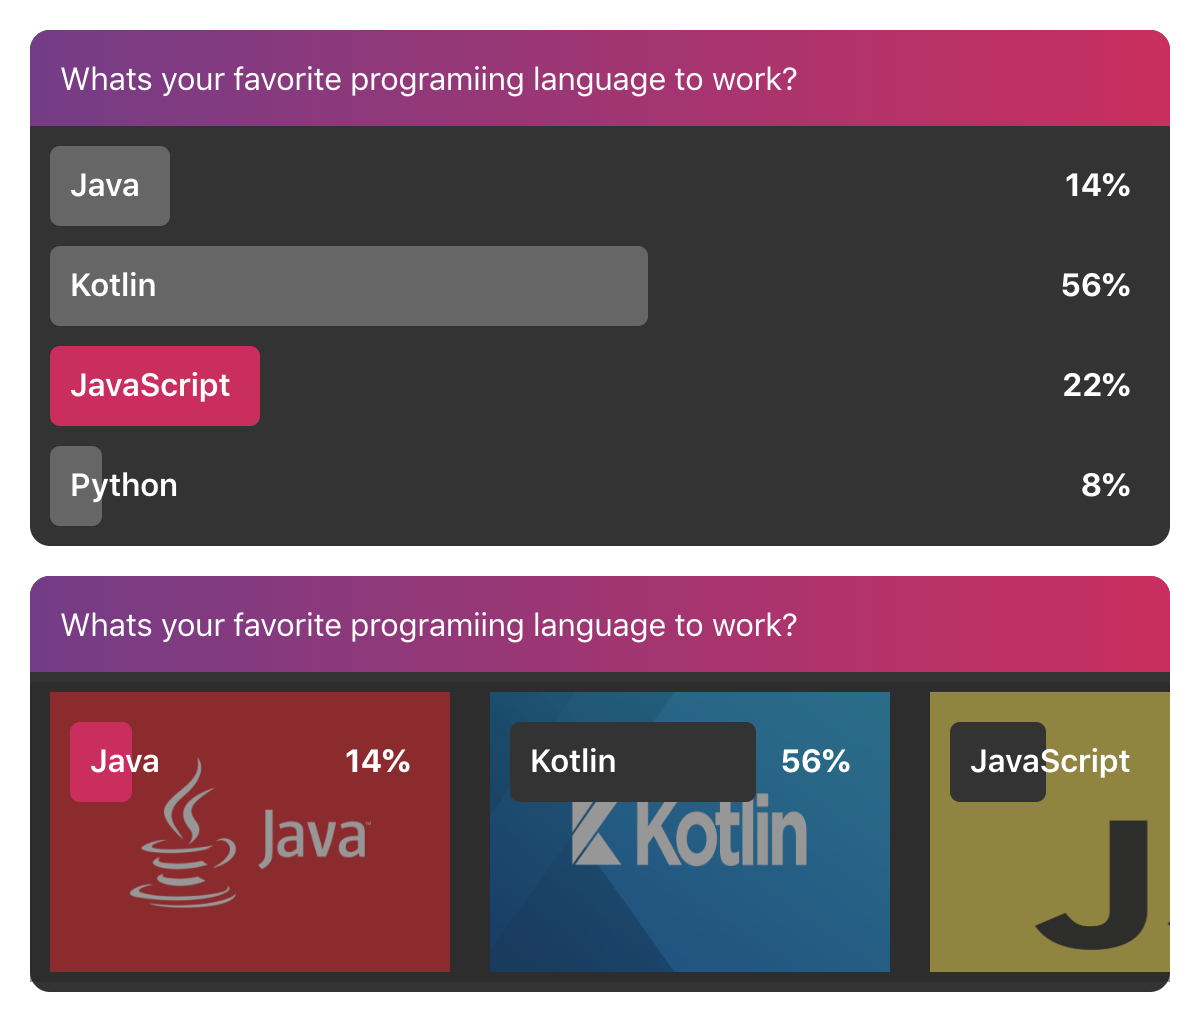 Whats your favorite programiing language to work?
Java 14%
Kotlin 56%
JavaScript 22%
Python 8%
Whats your favorite programiing language to work?
Java 14% Kotlin 56% JavaScript
Java™ Kotlin J